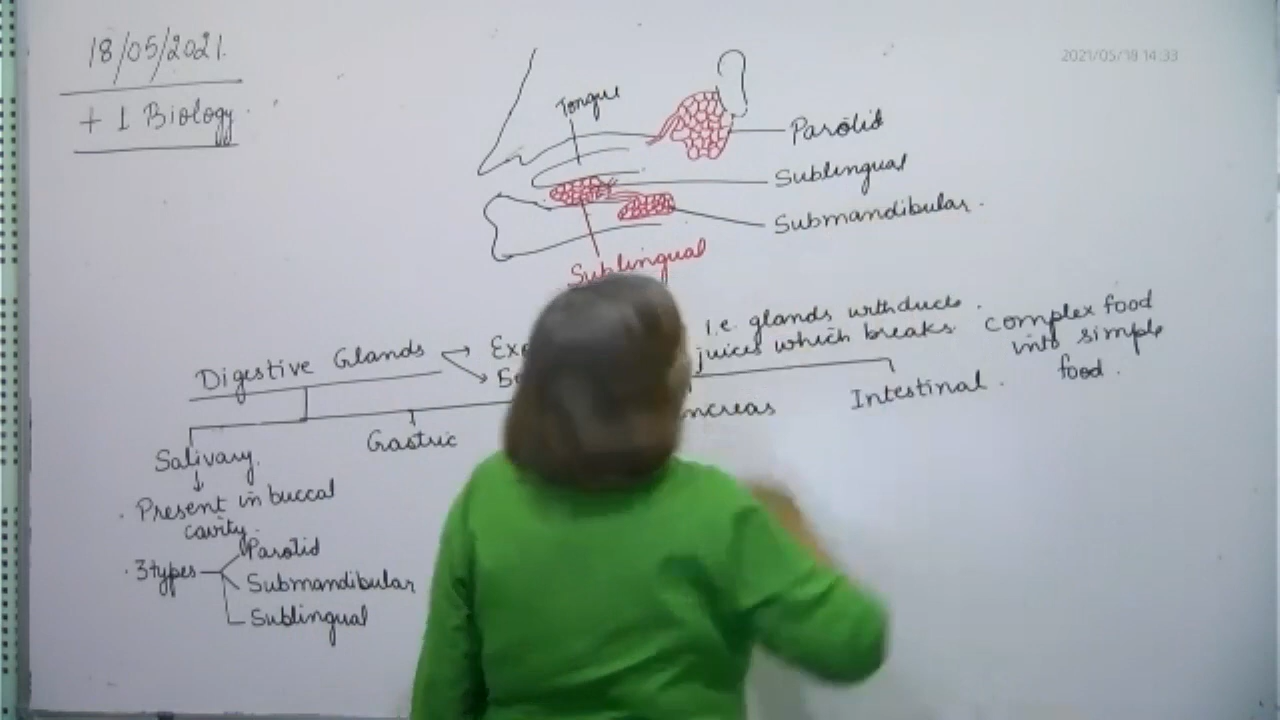 18/05/2021.
+ 1 Biology
2021/05/18 14:33
Tongue
Parotid
Sublingual
Submandibular.
Sublingual
i.e. glands with ducts.
juices which breaks complex food
into simple
food.
Digestive Glands
Salivary.
Gastric
Intestinal.
Present in buccal
cavity.
3 types
Parotid
Submandibular
Sublingual